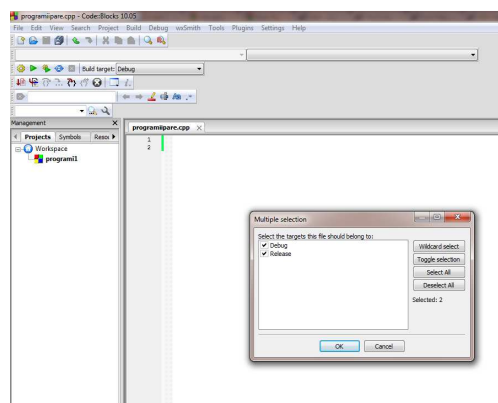 programiipare.cpp - Code::Blocks 10.05
File Edit View Search Project Build Debug wxSmith Tools Plugins Settings Help
Build target: Debug
Management
Projects Symbols Resou
programiipare.cpp
1
2
Workspace
programi1
Multiple selection
Select the targets this file should belong to:
Debug
Release
Wildcard select
Toggle selection
Select All
Deselect All
Selected: 2
OK Cancel